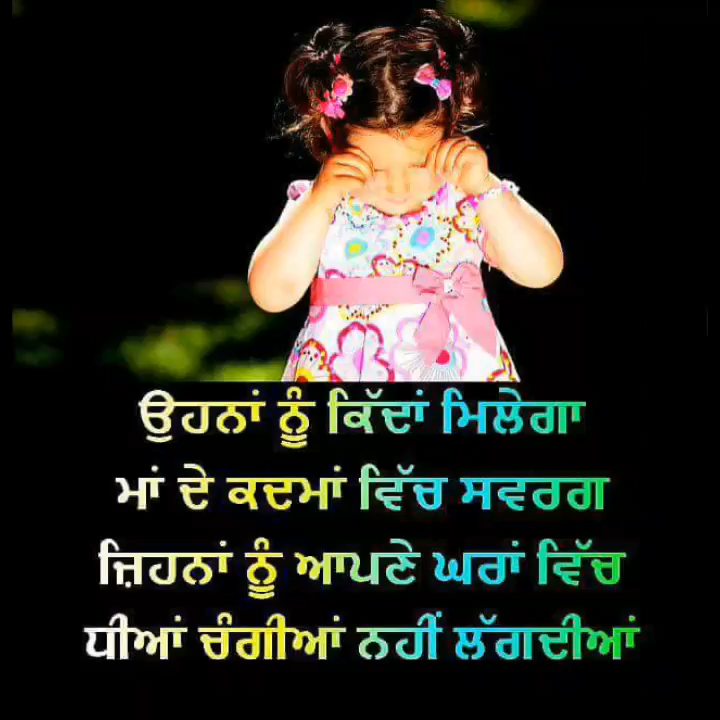 ਉਹਨਾਂ ਨੂੰ ਕਿੱਦਾਂ ਮਿਲੇਗਾ
ਮਾਂ ਦੇ ਕਦਮਾਂ ਵਿੱਚ ਸਵਰਗ
ਜ਼ਿਹਨਾਂ ਨੂੰ ਆਪਣੇ ਘਰਾਂ ਵਿੱਚ
ਧੀਆਂ ਚੰਗੀਆਂ ਨਹੀਂ ਲੱਗਦੀਆਂ